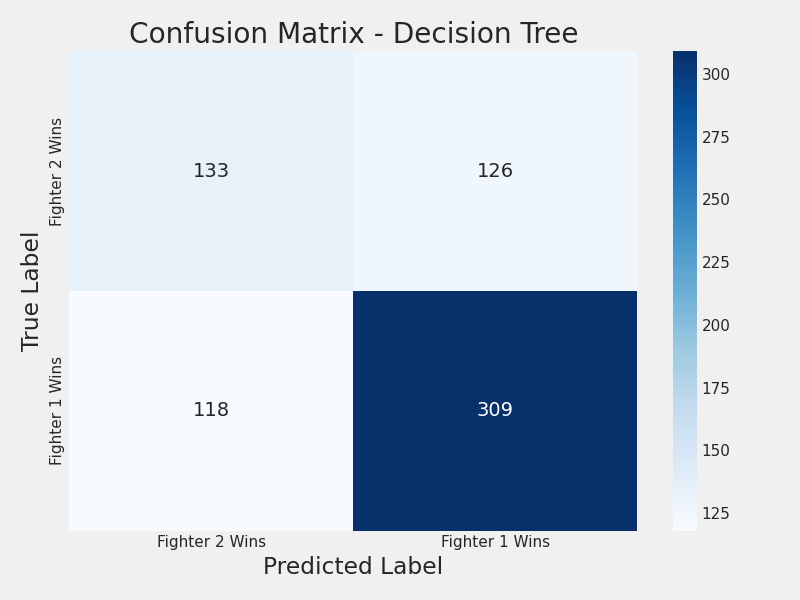 Confusion Matrix - Decision Tree
True Label
Fighter 2 Wins
133
126
Fighter 1 Wins
118
309
Fighter 2 Wins
Fighter 1 Wins
Predicted Label
300
275
250
225
200
175
150
125